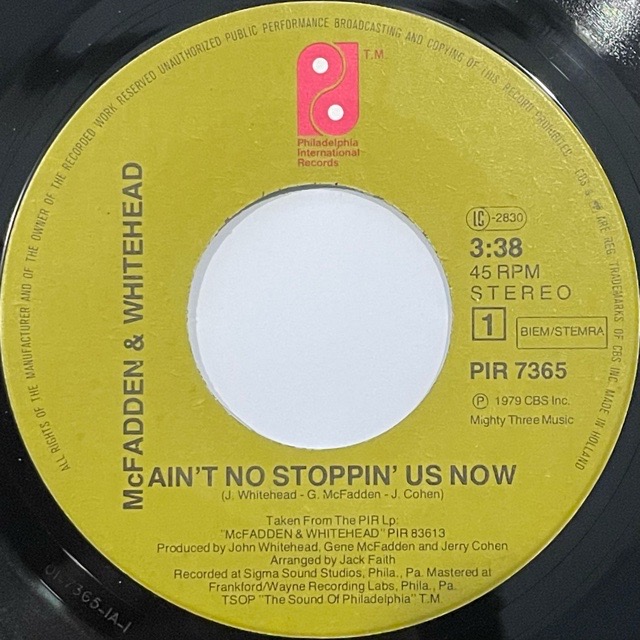 ALL RIGHTS OF THE MANUFACTURER AND OF THE OWNER OF THE RECORDED WORK RESERVED UNAUTHORIZED PUBLIC PERFORMANCE BROADCASTING AND COPYING OF THIS RECORD PROHIBITED. CBS & ARE REG. TRADEMARKS OF CBS INC. MADE IN HOLLAND
T.M.
Philadelphia
International
Records
McFADDEN & WHITEHEAD
LC-2830
3:38
45 RPM
STEREO
1
BIEM/STEMRA
PIR 7365
Ⓟ 1979 CBS Inc.
Mighty Three Music
AIN'T NO STOPPIN' US NOW
(J. Whitehead - G. McFadden - J. Cohen)
Taken From The PIR Lp:
"McFADDEN & WHITEHEAD" PIR 83613
Produced by John Whitehead, Gene McFadden and Jerry Cohen
Arranged by Jack Faith
Recorded at Sigma Sound Studios, Phila., Pa. Mastered at
Frankford/Wayne Recording Labs, Phila., Pa.
TSOP "The Sound Of Philadelphia" T.M.